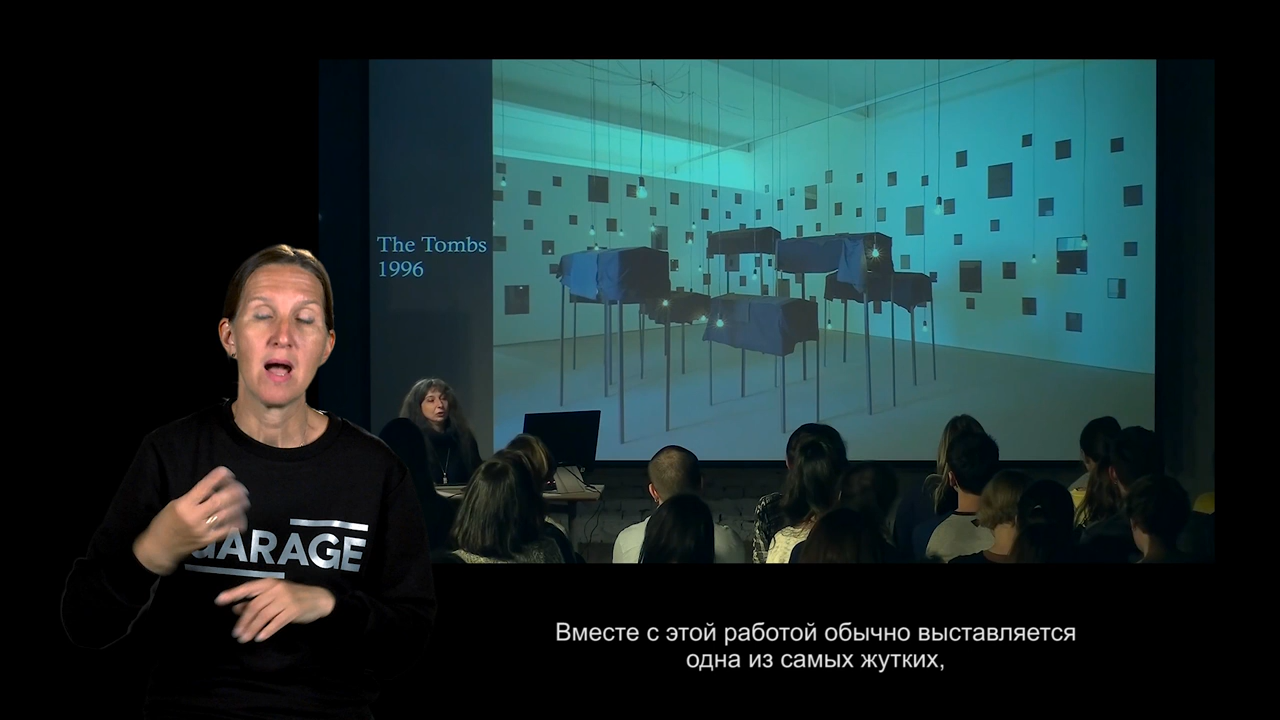 The Tombs
1996
GARAGE
Вместе с этой работой обычно выставляется
одна из самых жутких,